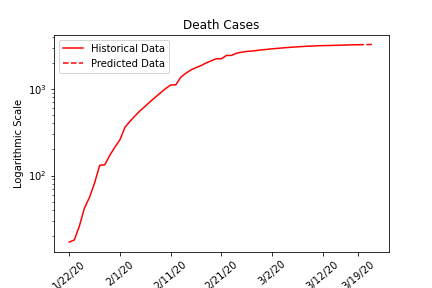 Death Cases
Historical Data
Predicted Data
Logarithmic Scale
10³
10²
1/22/20
2/1/20
2/11/20
2/21/20
3/2/20
3/12/20
3/19/20